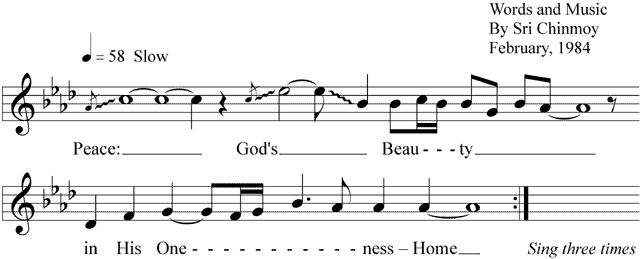 Words and Music
By Sri Chinmoy
February, 1984
= 58 Slow
Peace: God's Beau - - - ty
in His One - - - - - - - - - - - - ness – Home
Sing three times